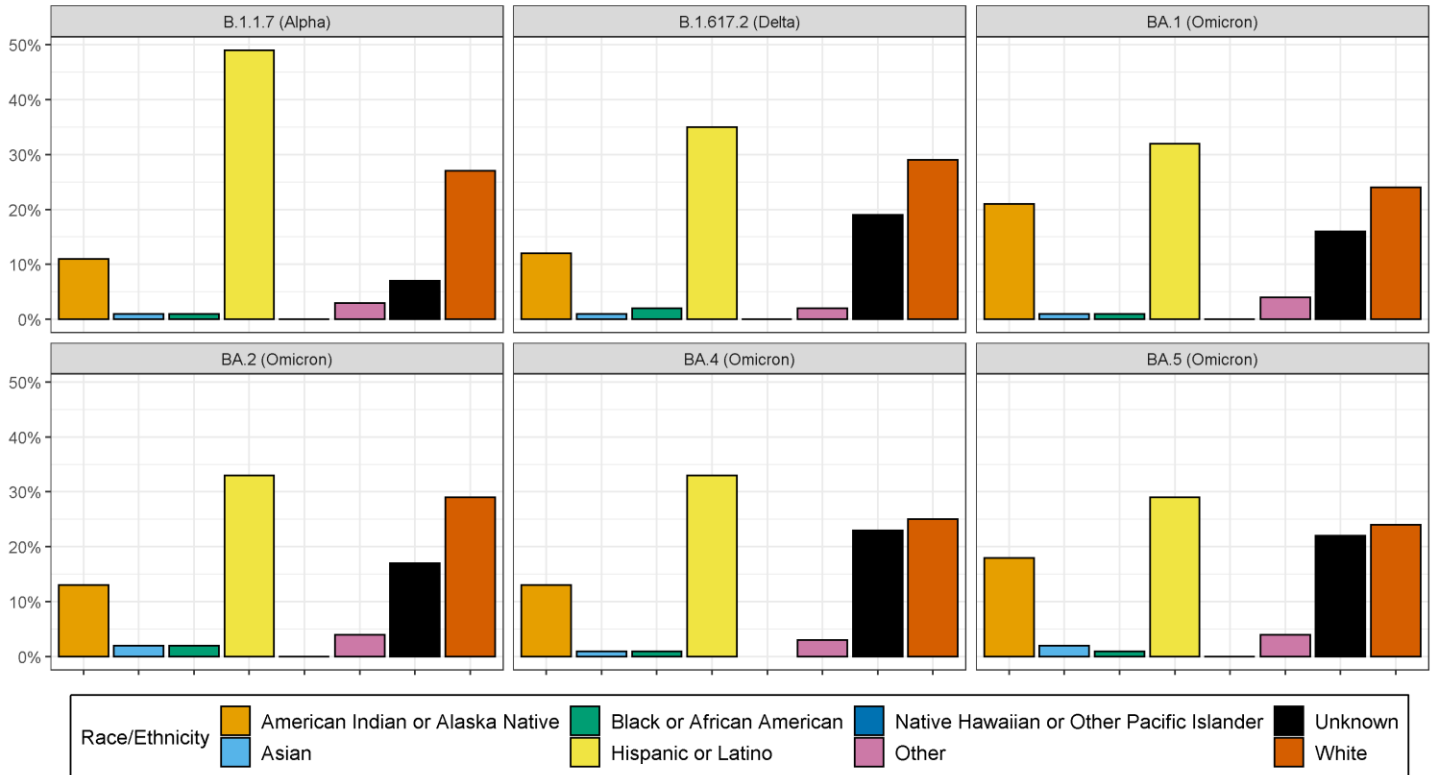 B.1.1.7 (Alpha)
B.1.617.2 (Delta)
BA.1 (Omicron)
50%
40%
30%
20%
10%
0%
BA.2 (Omicron)
BA.4 (Omicron)
BA.5 (Omicron)
50%
40%
30%
20%
10%
0%
Race/Ethnicity
American Indian or Alaska Native
Asian
Black or African American
Hispanic or Latino
Native Hawaiian or Other Pacific Islander
Other
Unknown
White